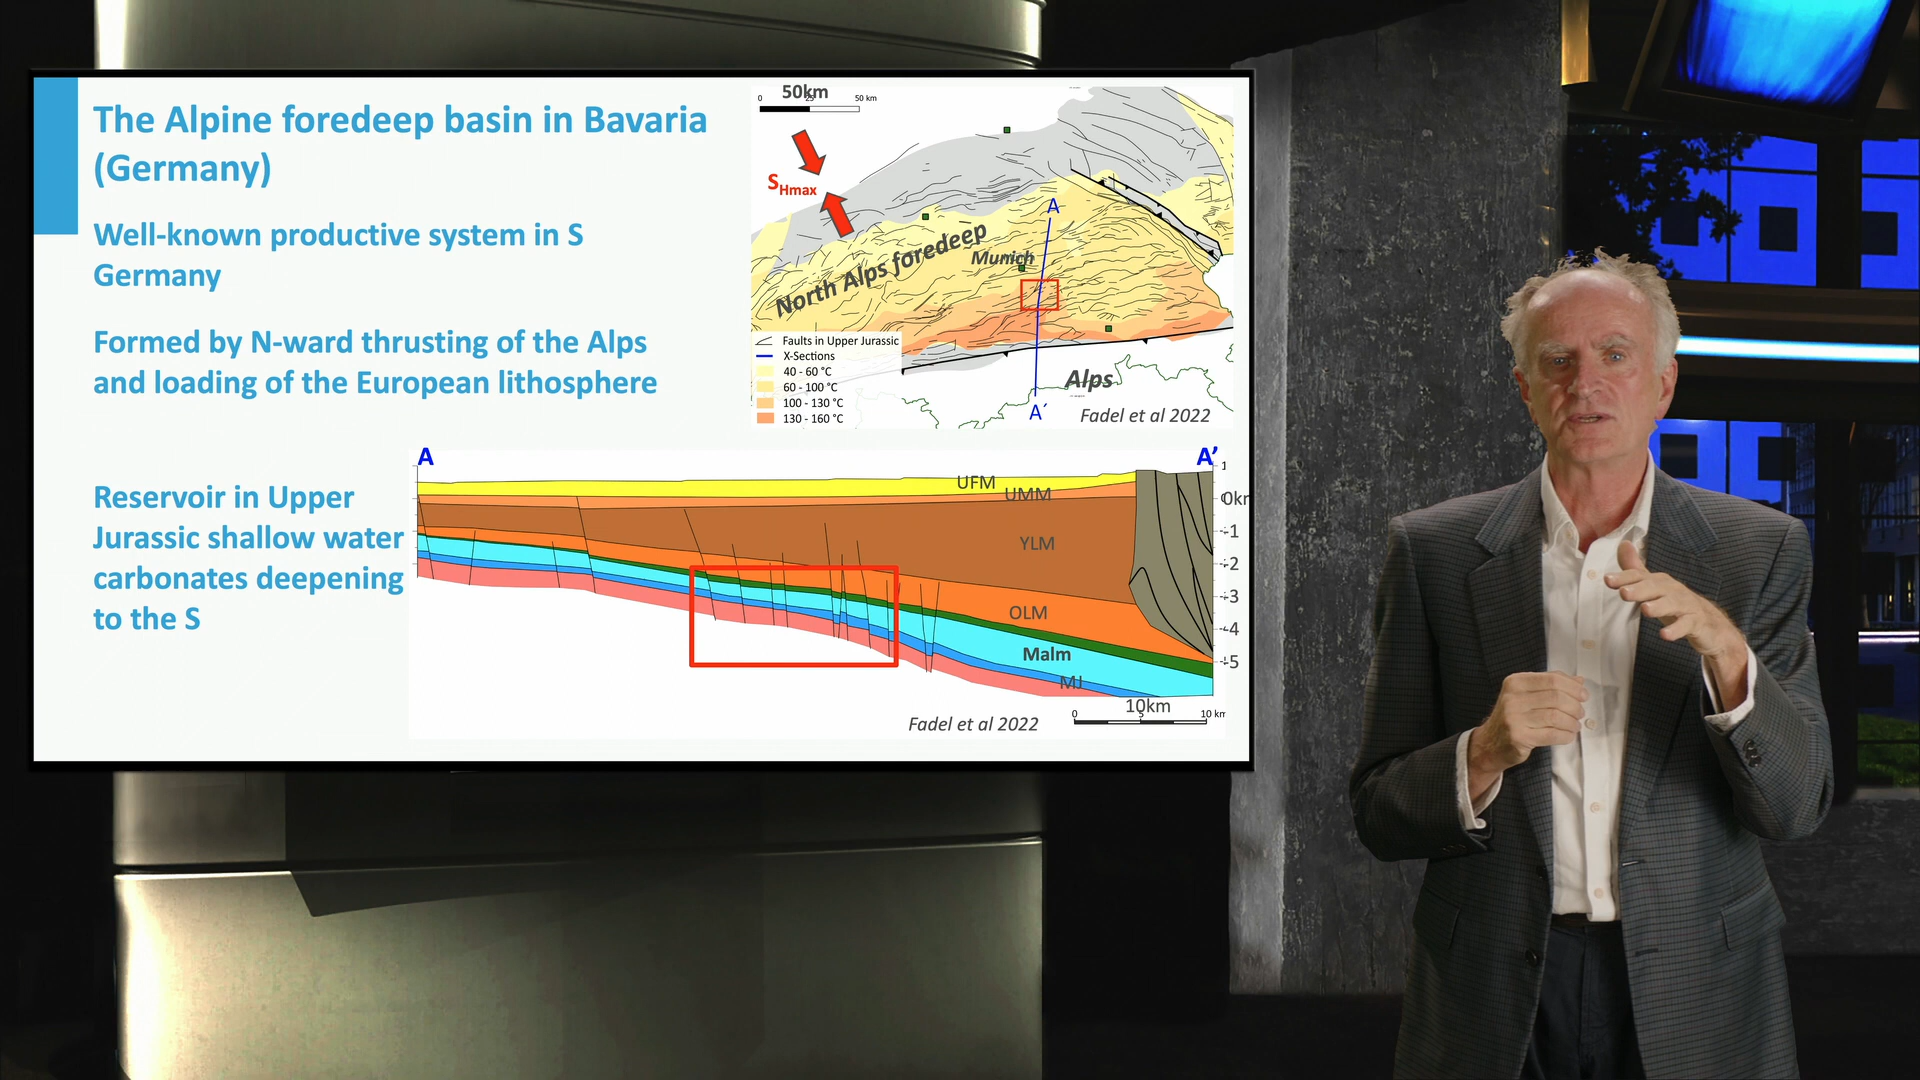 The Alpine foredeep basin in Bavaria
(Germany)
Well-known productive system in S
Germany
Formed by N-ward thrusting of the Alps
and loading of the European lithosphere
Reservoir in Upper
Jurassic shallow water
carbonates deepening
to the S
50km
0 25 50 km
SHmax
North Alps foredeep
Munich
A
Faults in Upper Jurassic
X-Sections
40 - 60 °C
60 - 100 °C
100 - 130 °C
130 - 160 °C
Alps
A´
Fadel et al 2022
A
A’
UFM
UMM
YLM
OLM
Malm
MJ
1
0km
-1
-2
-3
-4
-5
10km
0 5 10 km
Fadel et al 2022